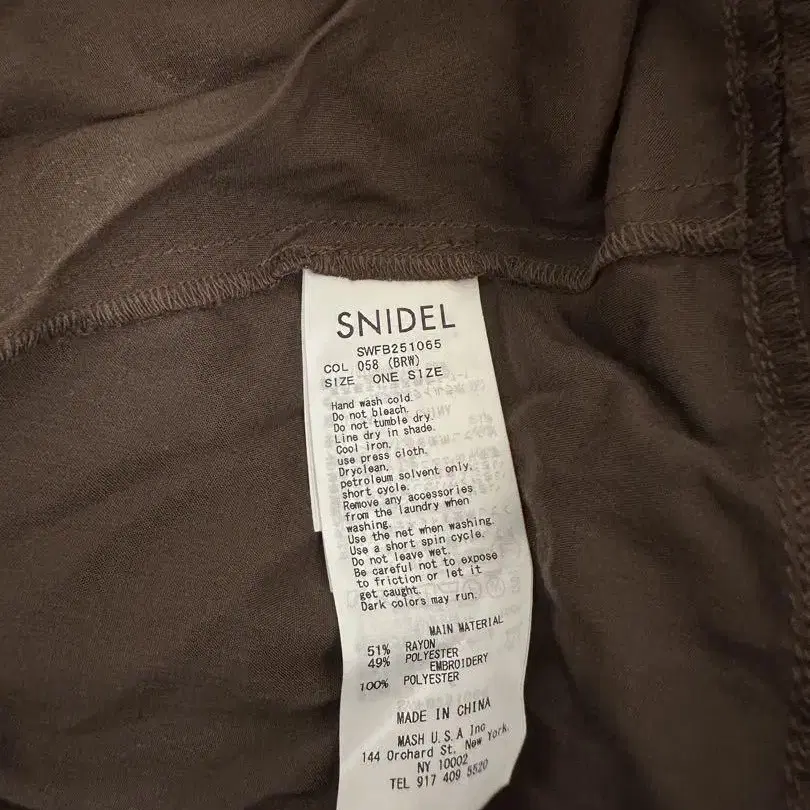 SNIDEL
SWFB251065
COL 058 (BRW)
SIZE ONE SIZE
Hand wash cold.
Do not bleach.
Do not tumble dry.
Line dry in shade.
Cool iron.
use press cloth.
Dryclean,
petroleum solvent only,
short cycle.
Remove any accessories
from the laundry when
washing.
Use the net when washing.
Use a short spin cycle.
Do not leave wet.
Be careful not to expose
to friction or let it
get caught.
Dark colors may run.
MAIN MATERIAL
51% RAYON
49% POLYESTER
EMBROIDERY
100% POLYESTER
MADE IN CHINA
MASH U.S.A Inc
144 Orchard St, New York,
NY 10002
TEL 917 409 5520